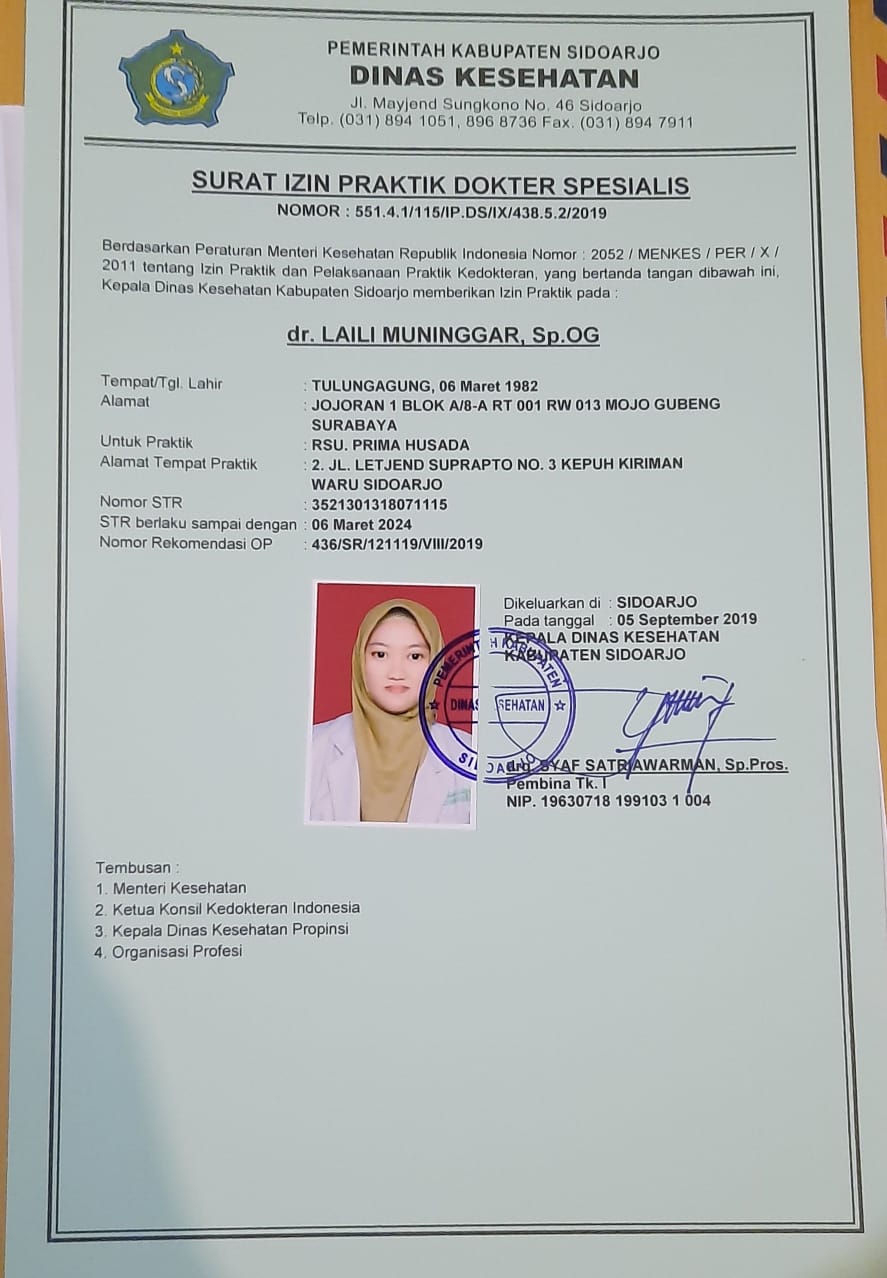 PEMERINTAH KABUPATEN SIDOARJO
DINAS KESEHATAN
Jl. Mayjend Sungkono No. 46 Sidoarjo
Telp. (031) 894 1051, 896 8736 Fax. (031) 894 7911
SURAT IZIN PRAKTIK DOKTER SPESIALIS
NOMOR : 551.4.1/115/IP.DS/IX/438.5.2/2019
Berdasarkan Peraturan Menteri Kesehatan Republik Indonesia Nomor : 2052 / MENKES / PER / X /
2011 tentang Izin Praktik dan Pelaksanaan Praktik Kedokteran, yang bertanda tangan dibawah ini,
Kepala Dinas Kesehatan Kabupaten Sidoarjo memberikan Izin Praktik pada :
dr. LAILI MUNINGGAR, Sp.OG
Tempat/Tgl. Lahir : TULUNGAGUNG, 06 Maret 1982
Alamat : JOJORAN 1 BLOK A/8-A RT 001 RW 013 MOJO GUBENG
SURABAYA
Untuk Praktik : RSU. PRIMA HUSADA
Alamat Tempat Praktik : 2. JL. LETJEND SUPRAPTO NO. 3 KEPUH KIRIMAN
WARU SIDOARJO
Nomor STR : 3521301318071115
STR berlaku sampai dengan : 06 Maret 2024
Nomor Rekomendasi OP : 436/SR/121119/VIII/2019
Dikeluarkan di : SIDOARJO
Pada tanggal : 05 September 2019
KEPALA DINAS KESEHATAN
KABUPATEN SIDOARJO
PEMERINTAH KABUPATEN
DINAS KESEHATAN
SIDOARJO
drg. SYAF SATRIAWARMAN, Sp.Pros.
Pembina Tk. I
NIP. 19630718 199103 1 004
Tembusan :
1. Menteri Kesehatan
2. Ketua Konsil Kedokteran Indonesia
3. Kepala Dinas Kesehatan Propinsi
4. Organisasi Profesi